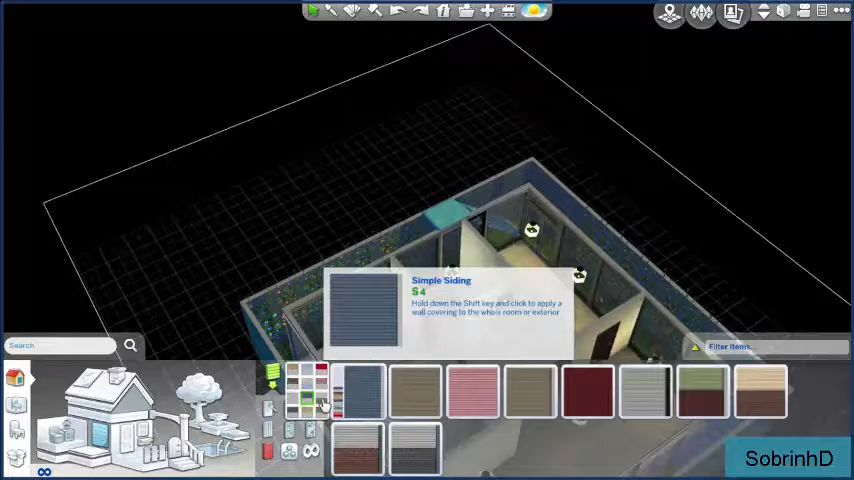 Simple Siding
§4
Hold down the Shift key and click to apply a
wall covering to the whole room or exterior
Search
Filter Items...
SobrinhD